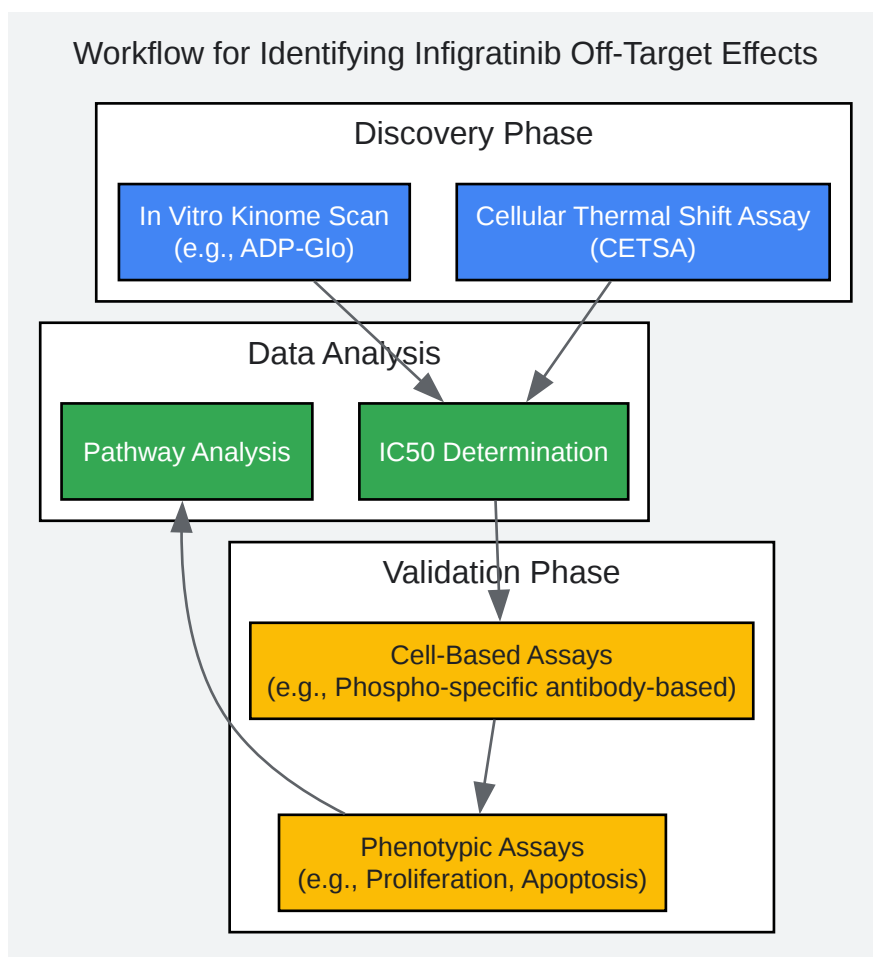 Workflow for Identifying Infigratinib Off-Target Effects
Discovery Phase
In Vitro Kinome Scan
(e.g., ADP-Glo)
Cellular Thermal Shift Assay
(CETSA)
Data Analysis
Pathway Analysis
IC50 Determination
Validation Phase
Cell-Based Assays
(e.g., Phospho-specific antibody-based)
Phenotypic Assays
(e.g., Proliferation, Apoptosis)